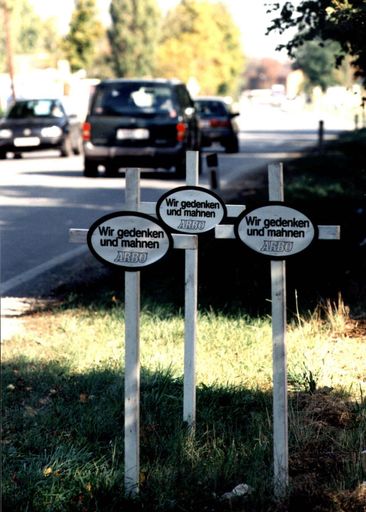 Wir gedenken
und mahnen
ARBÖ
Wir gedenken
und mahnen
ARBÖ
Wir gedenken
und mahnen
ARBÖ